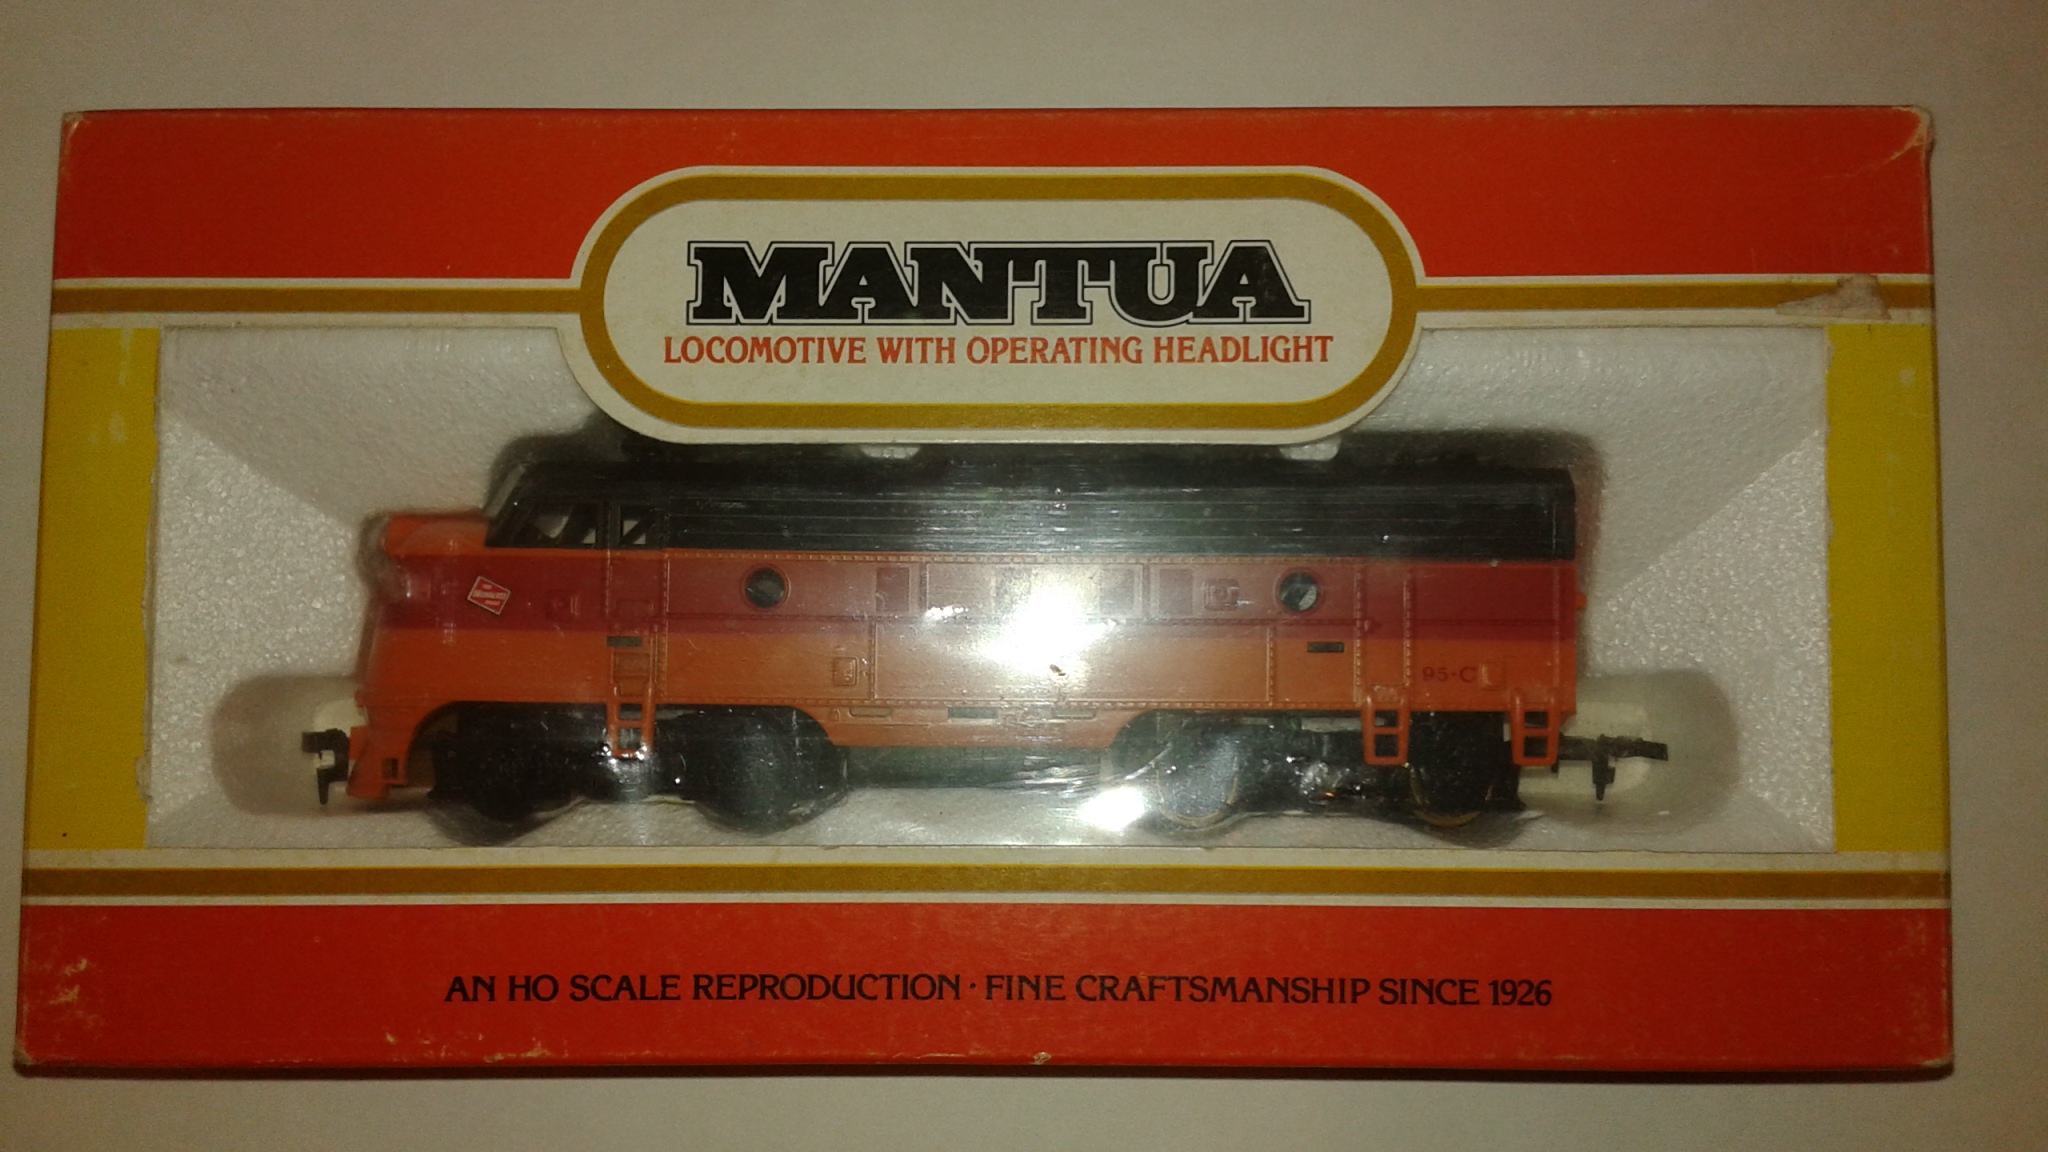 MANTUA
LOCOMOTIVE WITH OPERATING HEADLIGHT
95-C
AN HO SCALE REPRODUCTION · FINE CRAFTSMANSHIP SINCE 1926